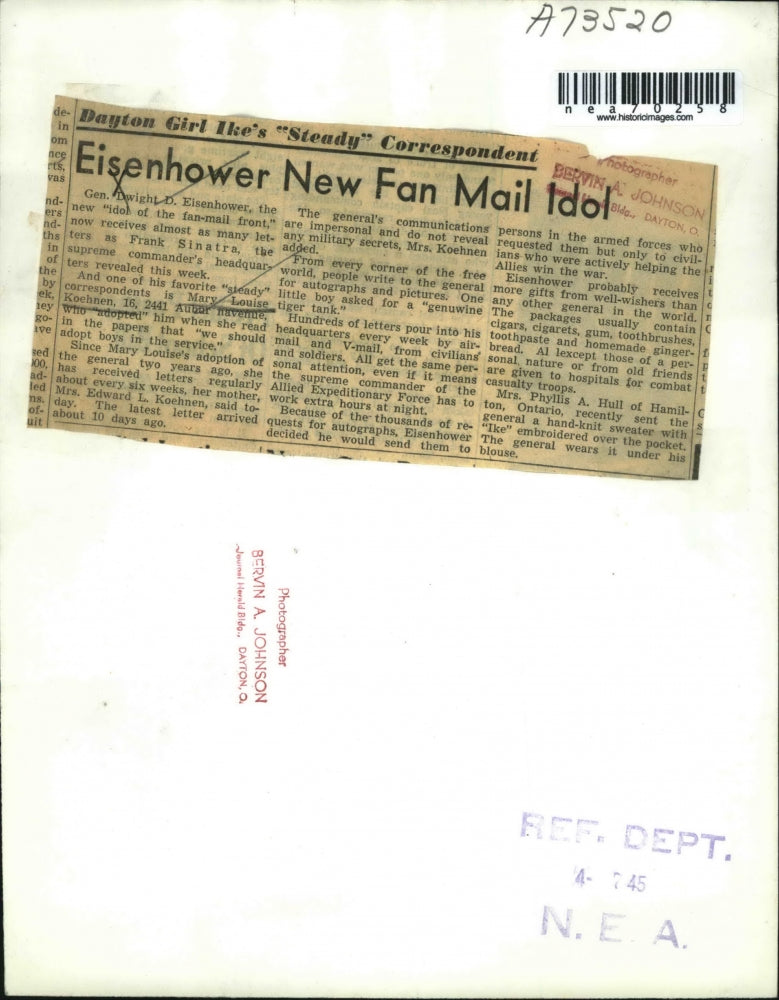 A73520
nea70258
www.historicimages.com
Dayton Girl Ike's "Steady" Correspondent
Eisenhower New Fan Mail Idol
Photographer
BERVIN A. JOHNSON
Bldg., DAYTON, O.
Gen. Dwight D. Eisenhower, the
new "idol of the fan-mail front,"
now receives almost as many let-
ters as Frank Sinatra, the
supreme commander's headquar-
ters revealed this week.
And one of his favorite "steady"
correspondents is Mary Louise
Koehnen, 16, 2441 Aubur navenue,
who "adopted" him when she read
in the papers that "we should
adopt boys in the service."
Since Mary Louise's adoption of
the general two years ago, she
has received letters regularly
about every six weeks, her mother,
Mrs. Edward L. Koehnen, said to-
day. The latest letter arrived
about 10 days ago.
The general's communications
are impersonal and do not reveal
any military secrets, Mrs. Koehnen
added.
From every corner of the free
world, people write to the general
for autographs and pictures. One
little boy asked for a "genuwine
tiger tank."
Hundreds of letters pour into his
headquarters every week by air-
mail and V-mail, from civilians
and soldiers. All get the same per-
sonal attention, even if it means
the supreme commander of the
Allied Expeditionary Force has to
work extra hours at night.
Because of the thousands of re-
quests for autographs, Eisenhower
decided he would send them to
persons in the armed forces who
requested them but only to civil-
ians who were actively helping the
Allies win the war.
Eisenhower probably receives
more gifts from well-wishers than
any other general in the world.
The packages usually contain
cigars, cigarets, gum, toothbrushes,
toothpaste and homemade ginger-
bread. Al lexcept those of a per-
sonal nature or from old friends
are given to hospitals for combat
casualty troops.
Mrs. Phyllis A. Hull of Hamil-
ton, Ontario, recently sent the
general a hand-knit sweater with
"Ike" embroidered over the pocket.
The general wears it under his
blouse.
Photographer
BERVIN A. JOHNSON
Journal Herald Bldg., DAYTON, O.
REF. DEPT.
4- 7 45
N. E. A.